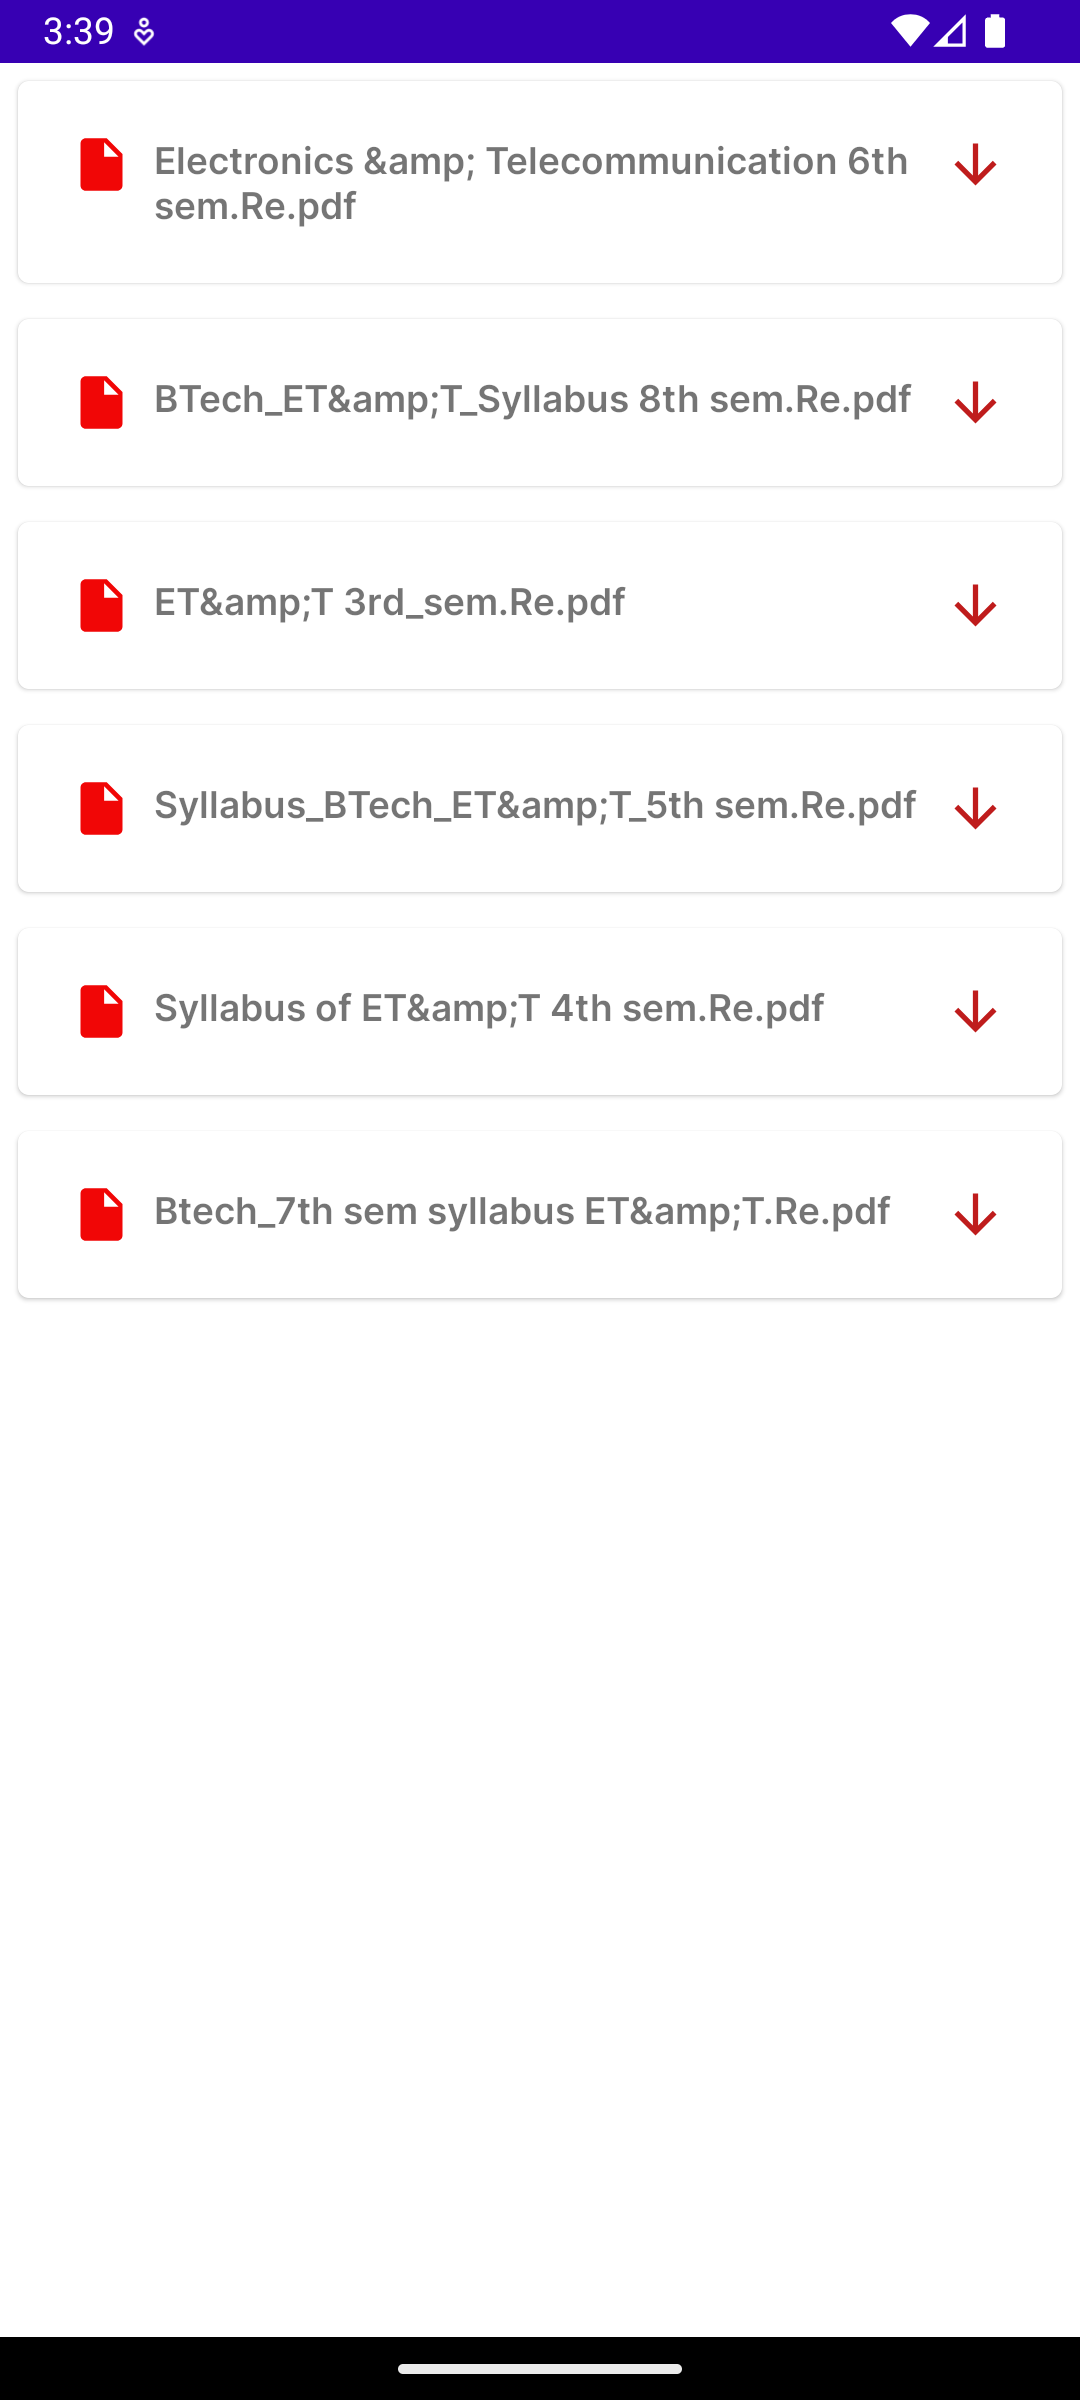 3:39
Electronics &amp; Telecommunication 6th
sem.Re.pdf
BTech_ET&amp;T_Syllabus 8th sem.Re.pdf
ET&amp;T 3rd_sem.Re.pdf
Syllabus_BTech_ET&amp;T_5th sem.Re.pdf
Syllabus of ET&amp;T 4th sem.Re.pdf
Btech_7th sem syllabus ET&amp;T.Re.pdf